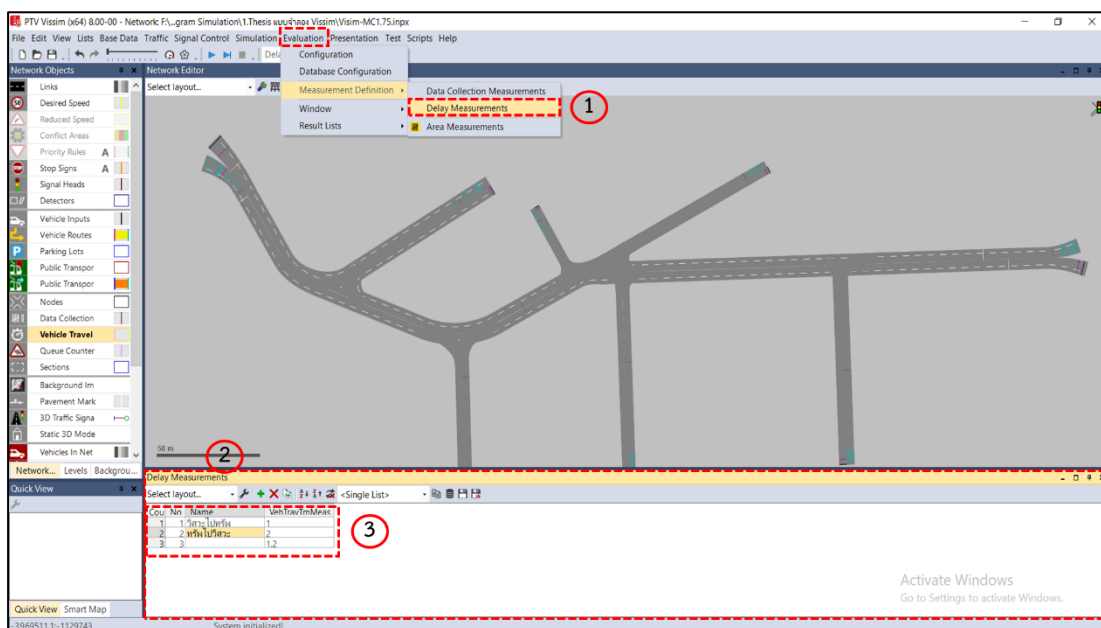 PTV Vissim (x64) 8.00-00 - Network: F:\...gram Simulation\1.Thesis แบบจำลอง Vissim\Visim-MC1.75.inpx
File Edit View Lists Base Data Traffic Signal Control Simulation Evaluation Presentation Test Scripts Help
Dela
Configuration
Database Configuration
Measurement Definition
Window
Result Lists
Data Collection Measurements
Delay Measurements
Area Measurements
1
Network Objects
Network Editor
Select layout...
Links
Desired Speed
Reduced Speed
Conflict Areas
Priority Rules A
Stop Signs A
Signal Heads
Detectors
Vehicle Inputs
Vehicle Routes
Parking Lots
Public Transpor
Public Transpor
Nodes
Data Collection
Vehicle Travel
Queue Counter
Sections
Background Im
Pavement Mark
3D Traffic Signa
Static 3D Mode
Vehicles In Net
Network... Levels Backgrou...
50 m
2
Quick View
Delay Measurements
Select layout... <Single List>
Cou No Name VehTravTmMeas
1 1 วิสวะไปทรัพ 1
2 2 ทรัพไปวิสวะ 2
3 3 1,2
3
Activate Windows
Go to Settings to activate Windows.
Quick View Smart Map
-3969511.1:-1129743 System initialized!